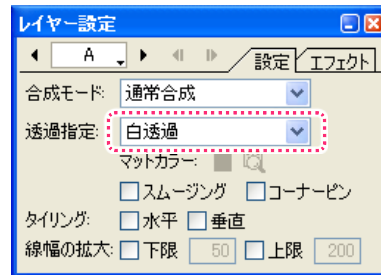 レイヤー設定
A
設定 エフェクト
合成モード: 通常合成
透過指定: 白透過
マットカラー:
スムージング コーナーピン
タイリング: 水平 垂直
線幅の拡大: 下限 50 上限 200